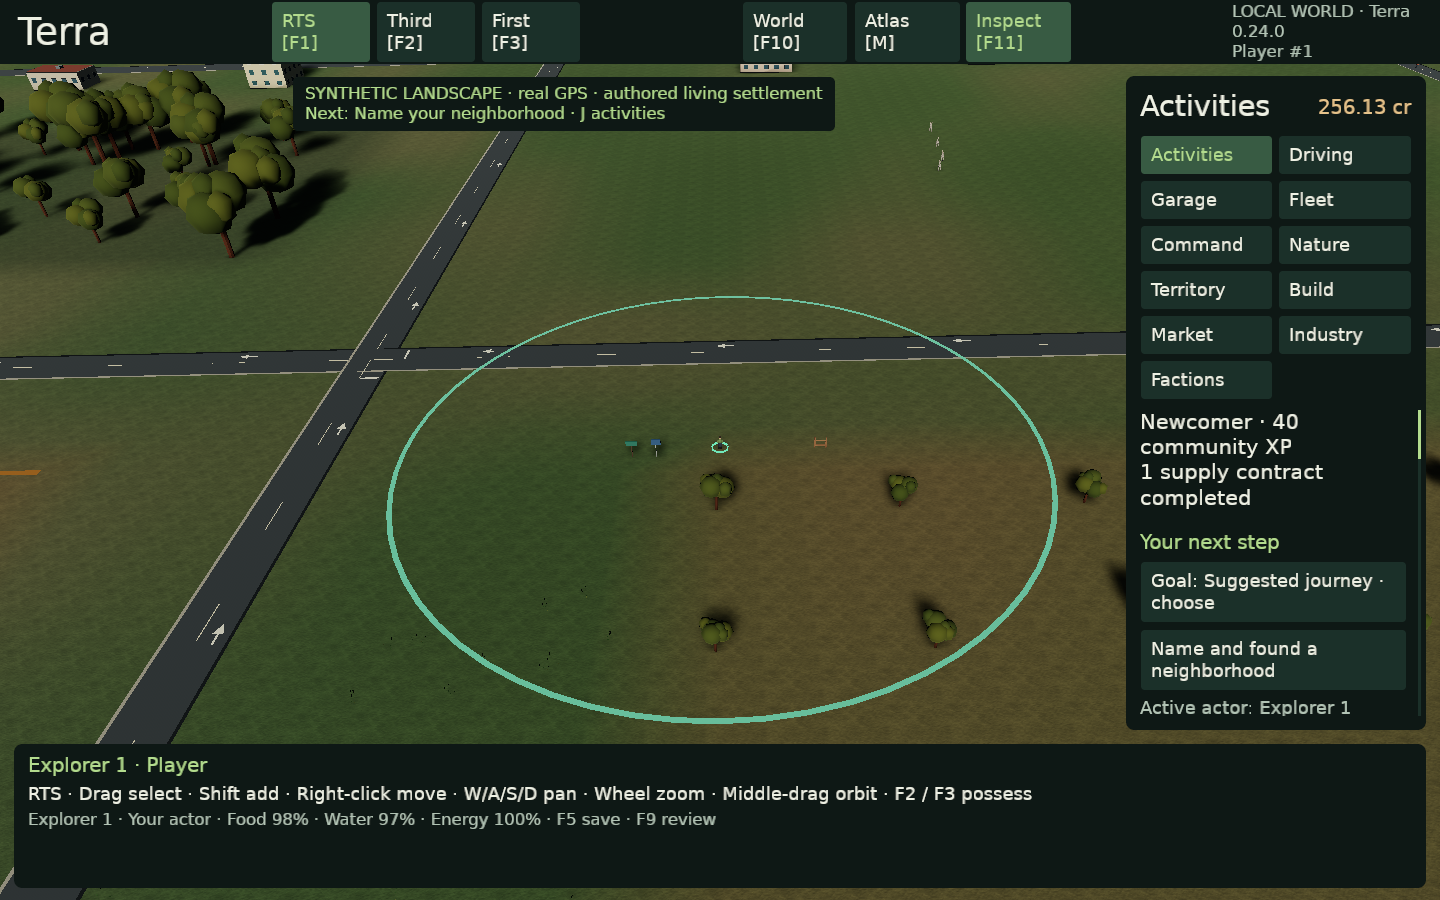 Terra
RTS
[F1]
Third
[F2]
First
[F3]
World
[F10]
Atlas
[M]
Inspect
[F11]
LOCAL WORLD · Terra
0.24.0
Player #1
SYNTHETIC LANDSCAPE · real GPS · authored living settlement
Next: Name your neighborhood · J activities
Activities
256.13 cr
Activities
Driving
Garage
Fleet
Command
Nature
Territory
Build
Market
Industry
Factions
Newcomer · 40
community XP
1 supply contract
completed
Your next step
Goal: Suggested journey ·
choose
Name and found a
neighborhood
Active actor: Explorer 1
Explorer 1 · Player
RTS · Drag select · Shift add · Right-click move · W/A/S/D pan · Wheel zoom · Middle-drag orbit · F2 / F3 possess
Explorer 1 · Your actor · Food 98% · Water 97% · Energy 100% · F5 save · F9 review